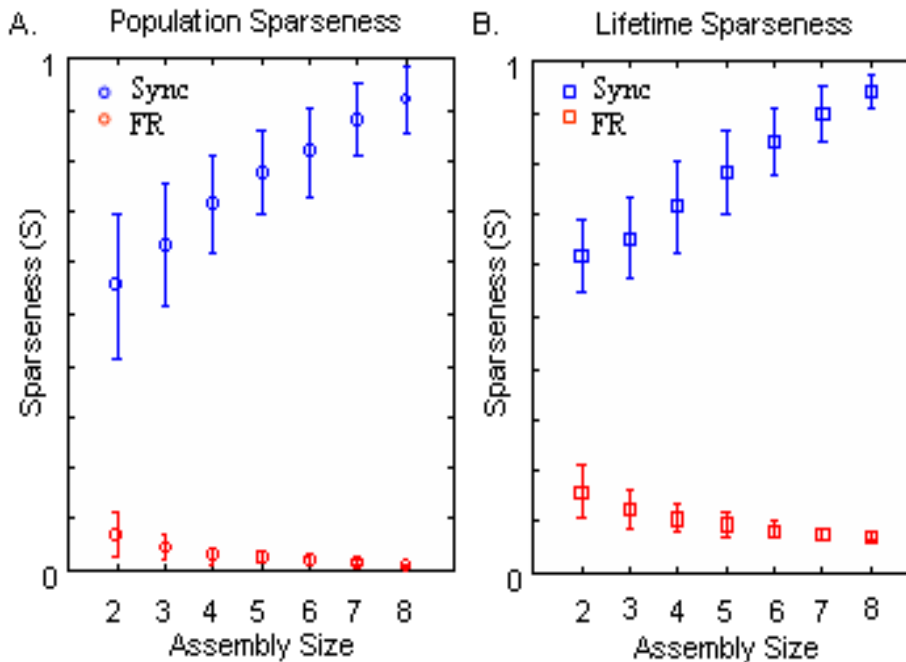 A. Population Sparseness
1
Sync
FR
Sparseness (S)
0
2 3 4 5 6 7 8
Assembly Size
B. Lifetime Sparseness
1
Sync
FR
Sparseness (S)
0
2 3 4 5 6 7 8
Assembly Size